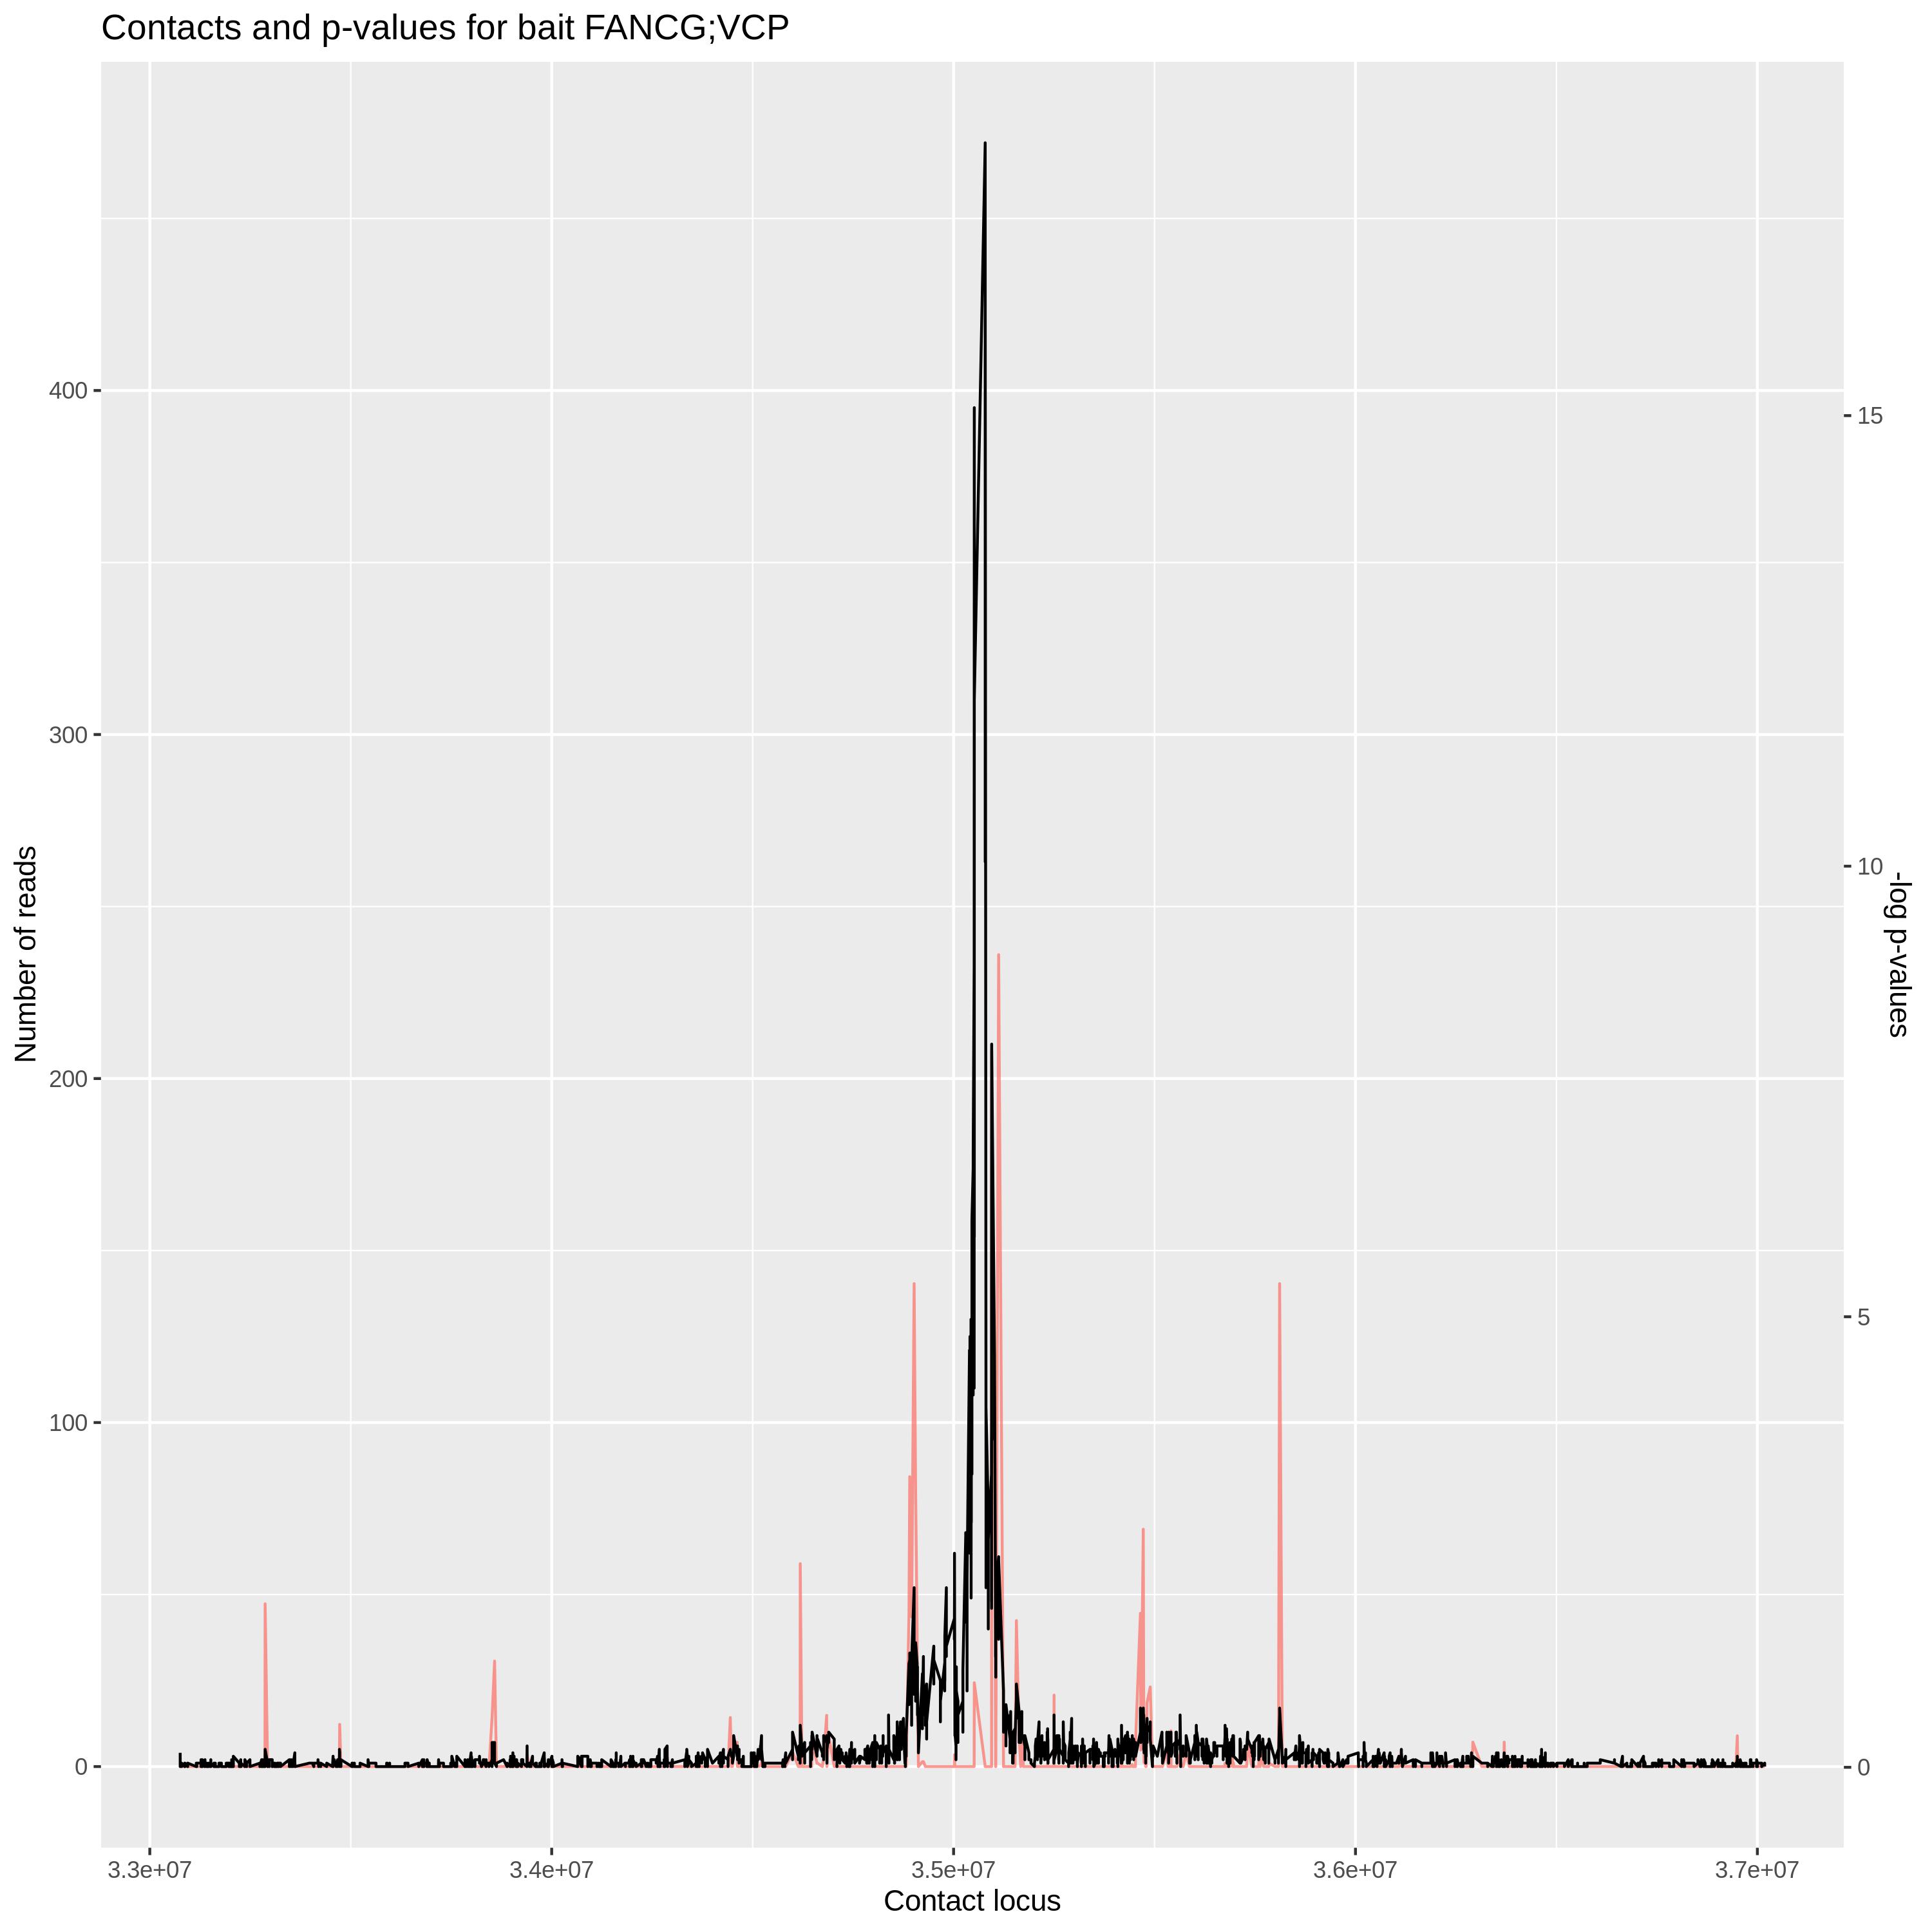 Contacts and p-values for bait FANCG;VCP
400
300
200
100
0
Number of reads
15
10
5
0
-log p-values
3.3e+07
3.4e+07
3.5e+07
3.6e+07
3.7e+07
Contact locus